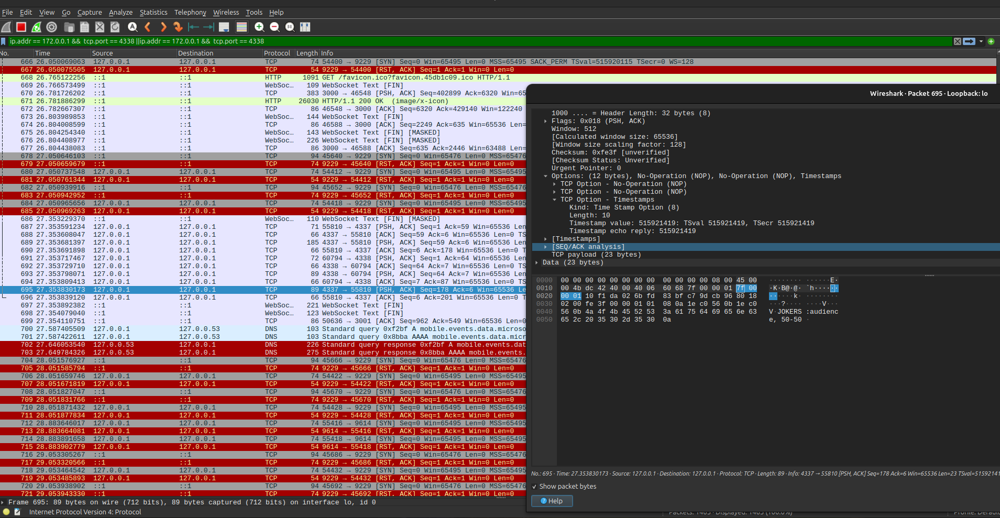 File Edit View Go Capture Analyze Statistics Telephony Wireless Tools Help
ip.addr == 172.0.0.1 && tcp.port == 4338 ||ip.addr == 172.0.0.1 && tcp.port == 4338
No. Time Source Destination Protocol Length Info
666 26.050069063 127.0.0.1 127.0.0.1 TCP 74 54400 → 9229 [SYN] Seq=0 Win=65495 Len=0 MSS=65495 SACK_PERM TSval=515920115 TSecr=0 WS=128
667 26.050075505 127.0.0.1 127.0.0.1 TCP 54 9229 → 54400 [RST, ACK] Seq=1 Ack=1 Win=0 Len=0
668 26.765122256 ::1 ::1 HTTP 1091 GET /favicon.ico?favicon.45db1c09.ico HTTP/1.1
669 26.766573499 ::1 ::1 WebSoc… 109 WebSocket Text [FIN]
670 26.781726202 ::1 ::1 TCP 383 3000 → 46548 [PSH, ACK] Seq=402899 Ack=6320 Win=65
671 26.781886299 ::1 ::1 HTTP 26030 HTTP/1.1 200 OK (image/x-icon)
672 26.782667307 ::1 ::1 TCP 86 46548 → 3000 [ACK] Seq=6320 Ack=429140 Win=122240
673 26.803989853 ::1 ::1 WebSoc… 144 WebSocket Text [FIN]
674 26.804008599 ::1 ::1 TCP 86 46588 → 3000 [ACK] Seq=2249 Ack=635 Win=65536 Len=
675 26.804254340 ::1 ::1 WebSoc… 143 WebSocket Text [FIN] [MASKED]
676 26.804408977 ::1 ::1 WebSoc… 226 WebSocket Text [FIN] [MASKED]
677 26.804438083 ::1 ::1 TCP 86 3000 → 46588 [ACK] Seq=635 Ack=2446 Win=63488 Len=
678 27.050646103 ::1 ::1 TCP 94 45640 → 9229 [SYN] Seq=0 Win=65476 Len=0 MSS=65476
679 27.050659679 ::1 ::1 TCP 74 9229 → 45640 [RST, ACK] Seq=1 Ack=1 Win=0 Len=0
680 27.050737548 127.0.0.1 127.0.0.1 TCP 74 54412 → 9229 [SYN] Seq=0 Win=65495 Len=0 MSS=65495
681 27.050761344 127.0.0.1 127.0.0.1 TCP 54 9229 → 54412 [RST, ACK] Seq=1 Ack=1 Win=0 Len=0
682 27.050939916 ::1 ::1 TCP 94 45652 → 9229 [SYN] Seq=0 Win=65476 Len=0 MSS=65476
683 27.050942952 ::1 ::1 TCP 74 9229 → 45652 [RST, ACK] Seq=1 Ack=1 Win=0 Len=0
684 27.050965656 127.0.0.1 127.0.0.1 TCP 74 54418 → 9229 [SYN] Seq=0 Win=65495 Len=0 MSS=65495
685 27.050969263 127.0.0.1 127.0.0.1 TCP 54 9229 → 54418 [RST, ACK] Seq=1 Ack=1 Win=0 Len=0
686 27.353229370 ::1 ::1 WebSoc… 110 WebSocket Text [FIN] [MASKED]
687 27.353591234 127.0.0.1 127.0.0.1 TCP 71 55810 → 4337 [PSH, ACK] Seq=1 Ack=59 Win=65536 Len
688 27.353608047 127.0.0.1 127.0.0.1 TCP 66 4337 → 55810 [ACK] Seq=59 Ack=6 Win=65536 Len=0 TS
689 27.353681397 127.0.0.1 127.0.0.1 TCP 185 4337 → 55810 [PSH, ACK] Seq=59 Ack=6 Win=65536 Len
690 27.353691898 127.0.0.1 127.0.0.1 TCP 66 55810 → 4337 [ACK] Seq=6 Ack=178 Win=65536 Len=0 T
691 27.353717467 127.0.0.1 127.0.0.1 TCP 72 60794 → 4338 [PSH, ACK] Seq=1 Ack=64 Win=65536 Len
692 27.353729710 127.0.0.1 127.0.0.1 TCP 66 4338 → 60794 [ACK] Seq=64 Ack=7 Win=65536 Len=0 TS
693 27.353798071 127.0.0.1 127.0.0.1 TCP 89 4338 → 60794 [PSH, ACK] Seq=64 Ack=7 Win=65536 Len
694 27.353809413 127.0.0.1 127.0.0.1 TCP 66 60794 → 4338 [ACK] Seq=7 Ack=87 Win=65536 Len=0 TS
695 27.353830173 127.0.0.1 127.0.0.1 TCP 89 4337 → 55810 [PSH, ACK] Seq=178 Ack=6 Win=65536 Le
696 27.353839120 127.0.0.1 127.0.0.1 TCP 66 55810 → 4337 [ACK] Seq=6 Ack=201 Win=65536 Len=0 T
697 27.353892382 ::1 ::1 WebSoc… 221 WebSocket Text [FIN]
698 27.354079040 ::1 ::1 WebSoc… 123 WebSocket Text [FIN]
699 27.354110751 ::1 ::1 TCP 86 50636 → 3001 [ACK] Seq=962 Ack=549 Win=65536 Len=0
700 27.587405509 127.0.0.1 127.0.0.53 DNS 103 Standard query 0xf2bf A mobile.events.data.microso
701 27.587422611 127.0.0.1 127.0.0.53 DNS 103 Standard query 0x8bba AAAA mobile.events.data.micr
702 27.646053540 127.0.0.53 127.0.0.1 DNS 226 Standard query response 0xf2bf A mobile.events.dat
703 27.649784326 127.0.0.53 127.0.0.1 DNS 275 Standard query response 0x8bba AAAA mobile.events.
704 28.051576927 ::1 ::1 TCP 94 45666 → 9229 [SYN] Seq=0 Win=65476 Len=0 MSS=65476
705 28.051585794 ::1 ::1 TCP 74 9229 → 45666 [RST, ACK] Seq=1 Ack=1 Win=0 Len=0
706 28.051659746 127.0.0.1 127.0.0.1 TCP 74 54422 → 9229 [SYN] Seq=0 Win=65495 Len=0 MSS=65495
707 28.051671819 127.0.0.1 127.0.0.1 TCP 54 9229 → 54422 [RST, ACK] Seq=1 Ack=1 Win=0 Len=0
708 28.051827047 ::1 ::1 TCP 94 45670 → 9229 [SYN] Seq=0 Win=65476 Len=0 MSS=65476
709 28.051831766 ::1 ::1 TCP 74 9229 → 45670 [RST, ACK] Seq=1 Ack=1 Win=0 Len=0
710 28.051871432 127.0.0.1 127.0.0.1 TCP 74 54428 → 9229 [SYN] Seq=0 Win=65495 Len=0 MSS=65495
711 28.051877834 127.0.0.1 127.0.0.1 TCP 54 9229 → 54428 [RST, ACK] Seq=1 Ack=1 Win=0 Len=0
712 28.883646017 127.0.0.1 127.0.0.1 TCP 74 55416 → 9614 [SYN] Seq=0 Win=65495 Len=0 MSS=65495
713 28.883664081 127.0.0.1 127.0.0.1 TCP 54 9614 → 55416 [RST, ACK] Seq=1 Ack=1 Win=0 Len=0
714 28.883891658 127.0.0.1 127.0.0.1 TCP 74 55418 → 9614 [SYN] Seq=0 Win=65495 Len=0 MSS=65495
715 28.883902779 127.0.0.1 127.0.0.1 TCP 54 9614 → 55418 [RST, ACK] Seq=1 Ack=1 Win=0 Len=0
716 29.053305267 ::1 ::1 TCP 94 45686 → 9229 [SYN] Seq=0 Win=65476 Len=0 MSS=65476
717 29.053320566 ::1 ::1 TCP 74 9229 → 45686 [RST, ACK] Seq=1 Ack=1 Win=0 Len=0
718 29.053464542 127.0.0.1 127.0.0.1 TCP 74 54432 → 9229 [SYN] Seq=0 Win=65495 Len=0 MSS=65495
719 29.053485893 127.0.0.1 127.0.0.1 TCP 54 9229 → 54432 [RST, ACK] Seq=1 Ack=1 Win=0 Len=0
720 29.053938902 ::1 ::1 TCP 94 45692 → 9229 [SYN] Seq=0 Win=65476 Len=0 MSS=65476
721 29.053943330 ::1 ::1 TCP 74 9229 → 45692 [RST, ACK] Seq=1 Ack=1 Win=0 Len=0
Frame 695: 89 bytes on wire (712 bits), 89 bytes captured (712 bits) on interface lo, id 0
Internet Protocol Version 4: Protocol
Packets: 1465 · Displayed: 1465 (100.0%)
Profile: Default
Wireshark · Packet 695 · Loopback: lo
1000 .... = Header Length: 32 bytes (8)
Flags: 0x018 (PSH, ACK)
Window: 512
[Calculated window size: 65536]
[Window size scaling factor: 128]
Checksum: 0xfe3f [unverified]
[Checksum Status: Unverified]
Urgent Pointer: 0
Options: (12 bytes), No-Operation (NOP), No-Operation (NOP), Timestamps
TCP Option - No-Operation (NOP)
TCP Option - No-Operation (NOP)
TCP Option - Timestamps
Kind: Time Stamp Option (8)
Length: 10
Timestamp value: 515921419: TSval 515921419, TSecr 515921419
Timestamp echo reply: 515921419
[Timestamps]
[SEQ/ACK analysis]
TCP payload (23 bytes)
Data (23 bytes)
0000 00 00 00 00 00 00 00 00 00 00 00 00 08 00 45 00 ········ ······E·
0010 00 4b dc 42 40 00 40 06 60 68 7f 00 00 01 7f 00 ·K·B@·@· `h······
0020 00 01 10 f1 da 02 6b fd 83 bf c7 9d cb 96 80 18 ······k· ········
0030 02 00 fe 3f 00 00 01 01 08 0a 1e c0 56 0b 1e c0 ···?···· ····V···
0040 56 0b 4a 4f 4b 45 52 53 3a 61 75 64 69 65 6e 63 V·JOKERS :audienc
0050 65 2c 20 35 30 2d 35 30 0a e, 50-50 ·
No.: 695 · Time: 27.353830173 · Source: 127.0.0.1 · Destination: 127.0.0.1 · Protocol: TCP · Length: 89 · Info: 4337 → 55810 [PSH, ACK] Seq=178 Ack=6 Win=65536 Len=23 TSval=51592141
Show packet bytes
Help